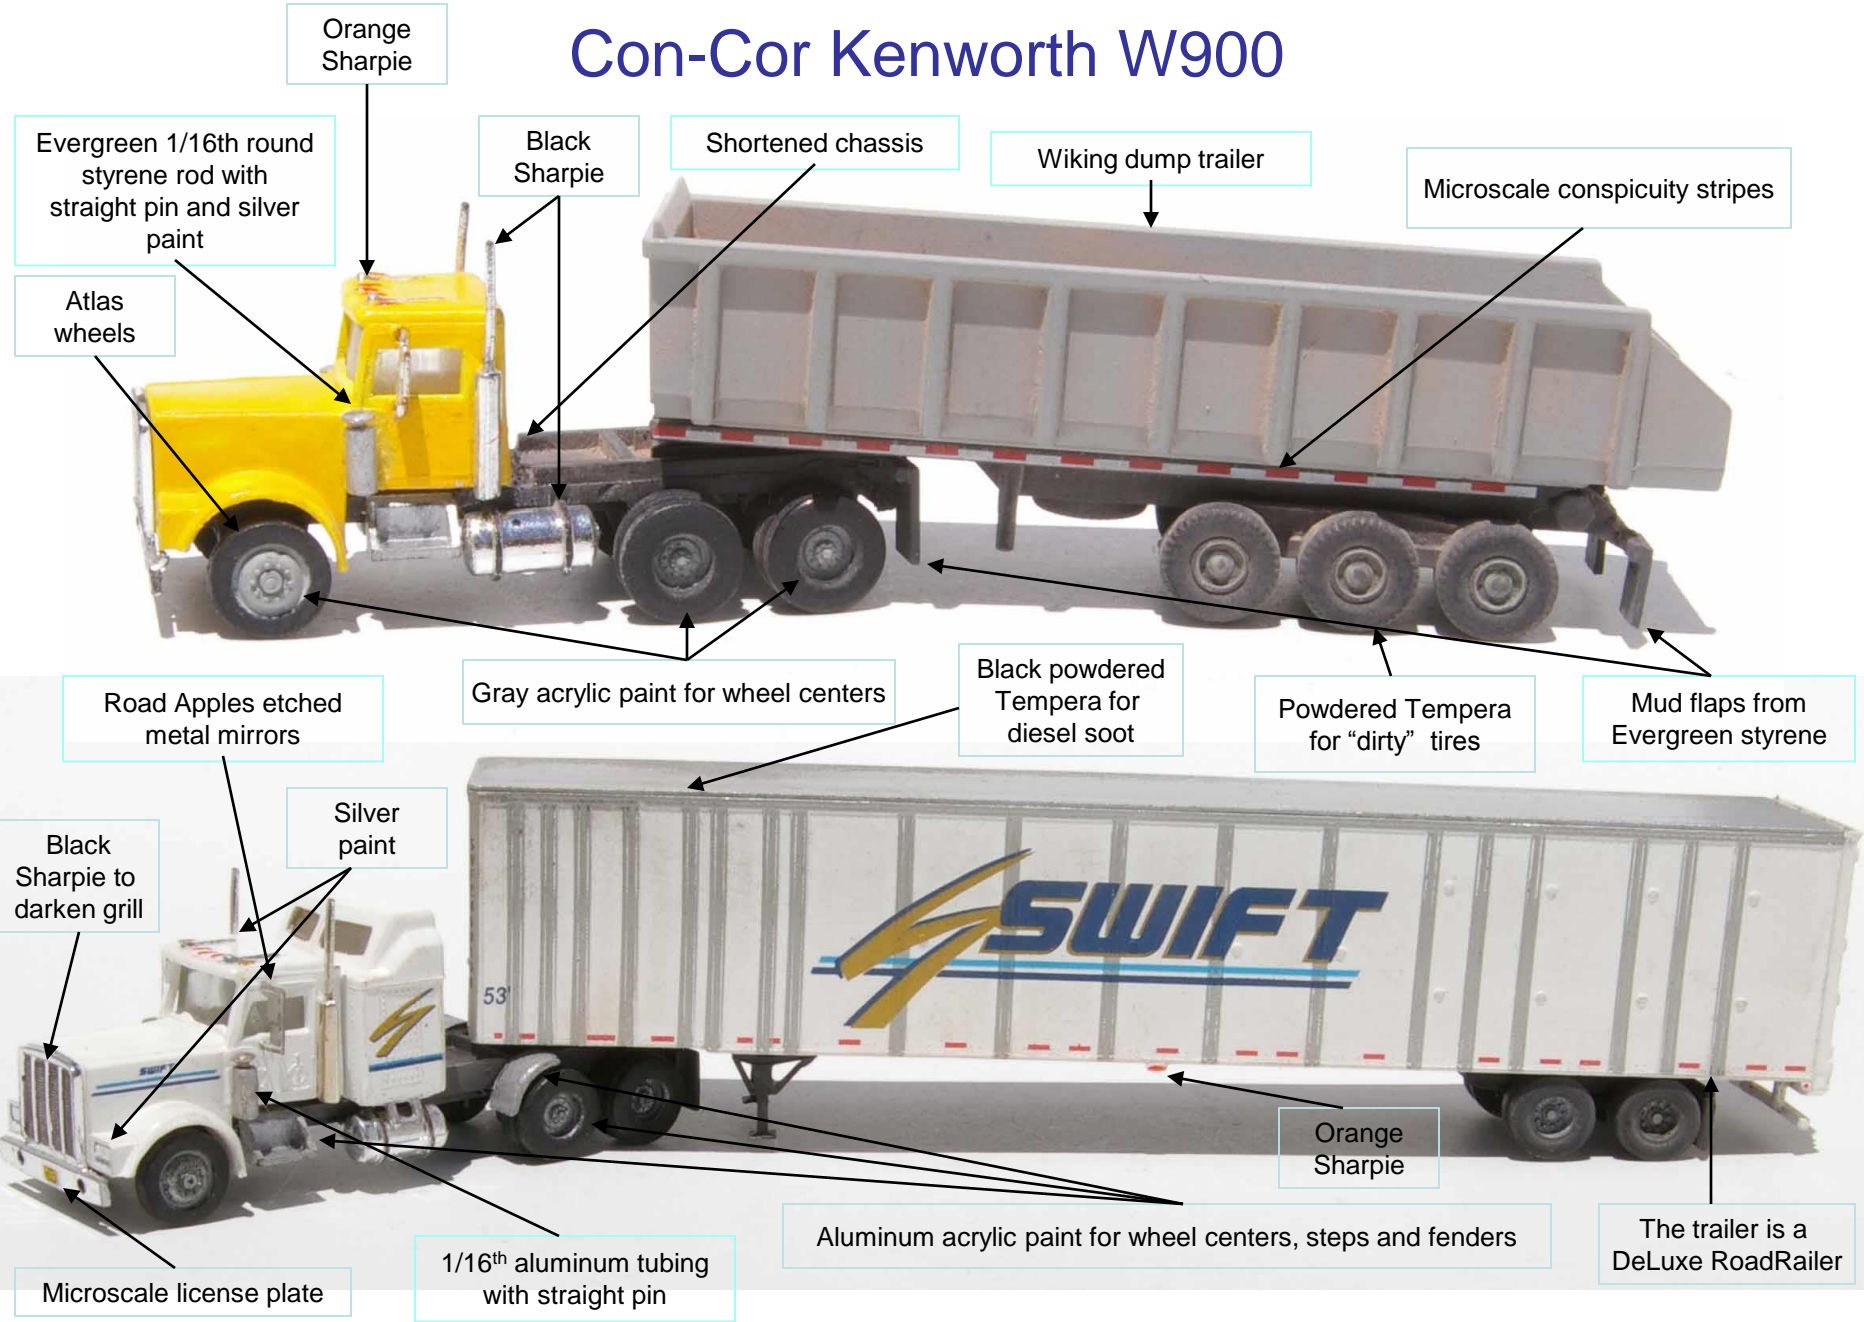 Con-Cor Kenworth W900
Orange
Sharpie
Evergreen 1/16th round
styrene rod with
straight pin and silver
paint
Black
Sharpie
Shortened chassis
Wiking dump trailer
Microscale conspicuity stripes
Atlas
wheels
Gray acrylic paint for wheel centers
Black powdered
Tempera for
diesel soot
Powdered Tempera
for “dirty” tires
Mud flaps from
Evergreen styrene
Road Apples etched
metal mirrors
Silver
paint
Black
Sharpie to
darken grill
SWIFT
53'
SWIFT
Orange
Sharpie
Aluminum acrylic paint for wheel centers, steps and fenders
The trailer is a
DeLuxe RoadRailer
1/16th aluminum tubing
with straight pin
Microscale license plate